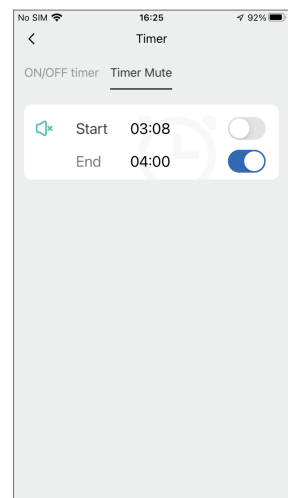 No SIM 16:25 92%
Timer
ON/OFF timer Timer Mute
Start 03:08
End 04:00